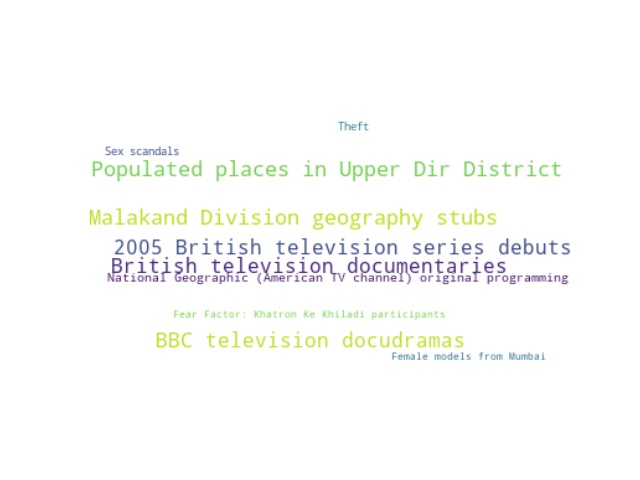 Theft
Sex scandals
Populated places in Upper Dir District
Malakand Division geography stubs
2005 British television series debuts
British television documentaries
National Geographic (American TV channel) original programming
Fear Factor: Khatron Ke Khiladi participants
BBC television docudramas
Female models from Mumbai